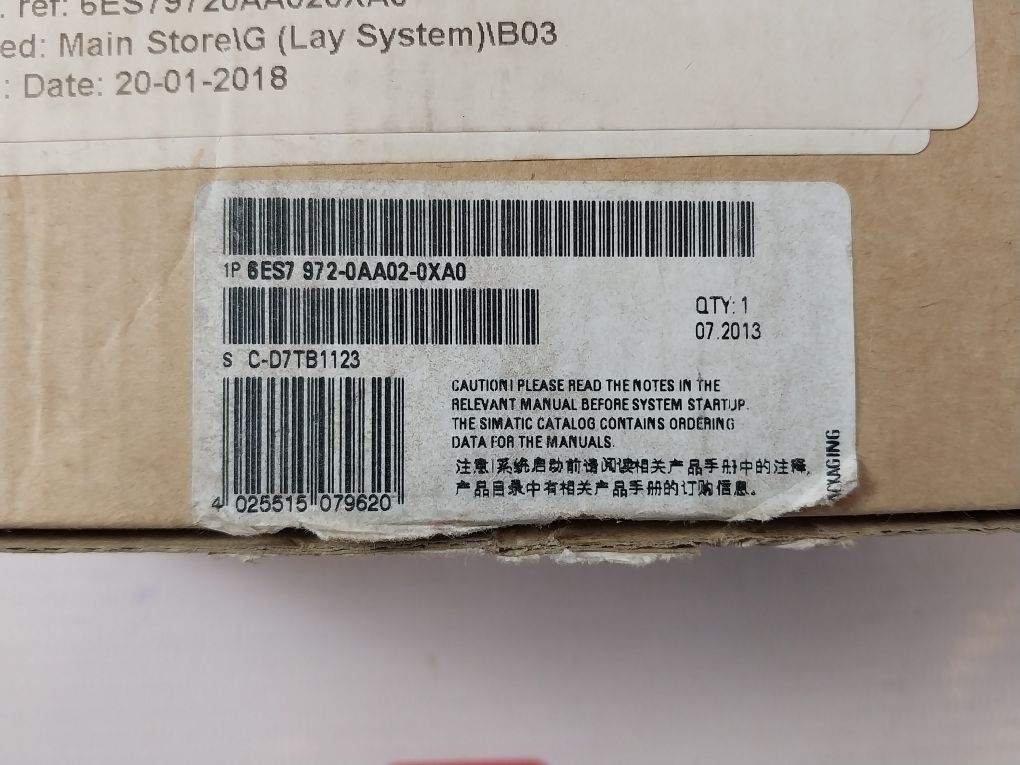 ref: 6ES79720AA020XA0
ed: Main Store\G (Lay System)\B03
: Date: 20-01-2018
1P 6ES7 972-0AA02-0XA0
QTY: 1
07.2013
S C-D7TB1123
CAUTION! PLEASE READ THE NOTES IN THE
RELEVANT MANUAL BEFORE SYSTEM STARTUP.
THE SIMATIC CATALOG CONTAINS ORDERING
DATA FOR THE MANUALS.
注意!系统启动前请阅读相关产品手册中的注释,
产品目录中有相关产品手册的订购信息。
4 025515 079620
ACKAGING